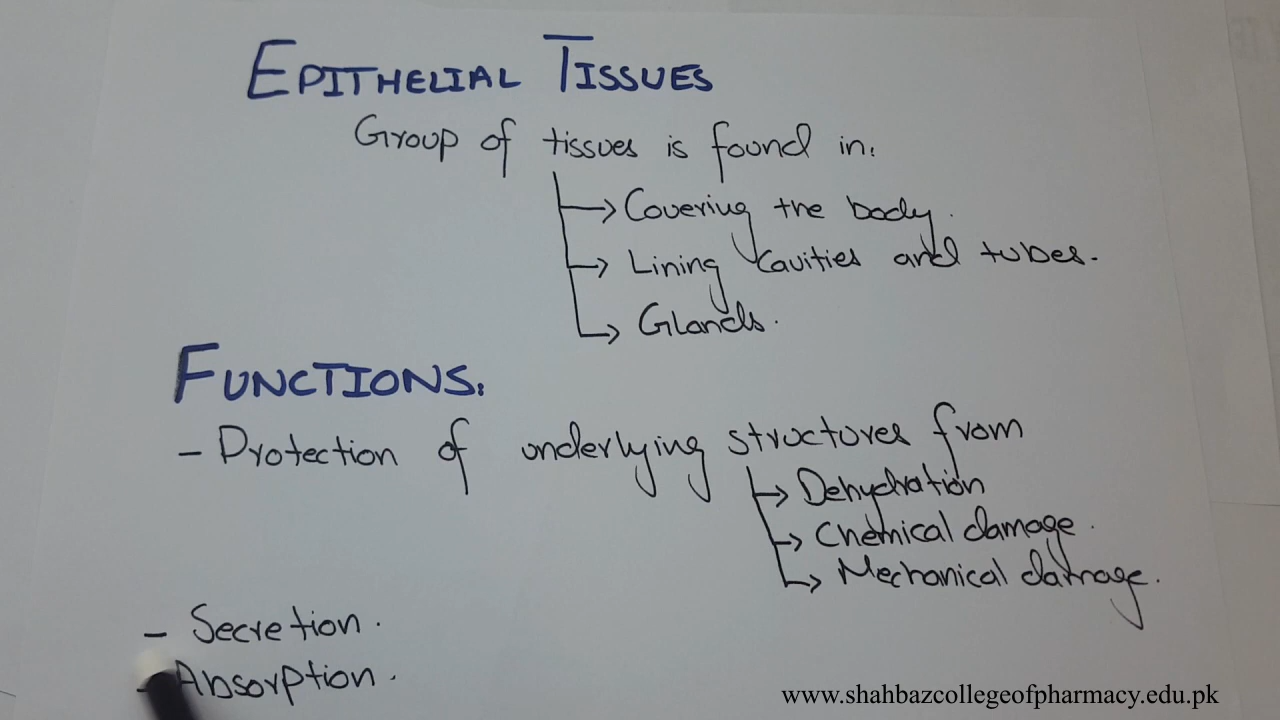 EPITHELIAL TISSUES
Group of tissues is found in:
→ Covering the body.
→ Lining cavities and tubes.
→ Glands.
FUNCTIONS:
- Protection of underlying structures from
→ Dehydration
→ Chemical damage.
→ Mechanical damage.
- Secretion.
- Absorption.
www.shahbazcollegeofpharmacy.edu.pk